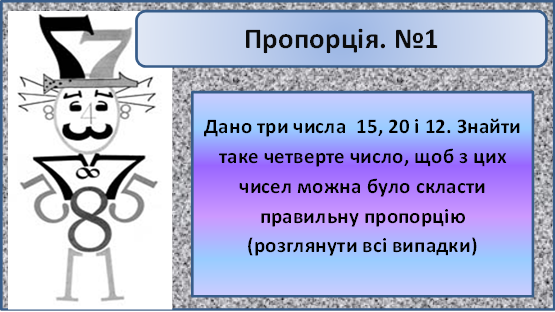 Пропорція. №1
Дано три числа 15, 20 і 12. Знайти
таке четверте число, щоб з цих
чисел можна було скласти
правильну пропорцію
(розглянути всі випадки)